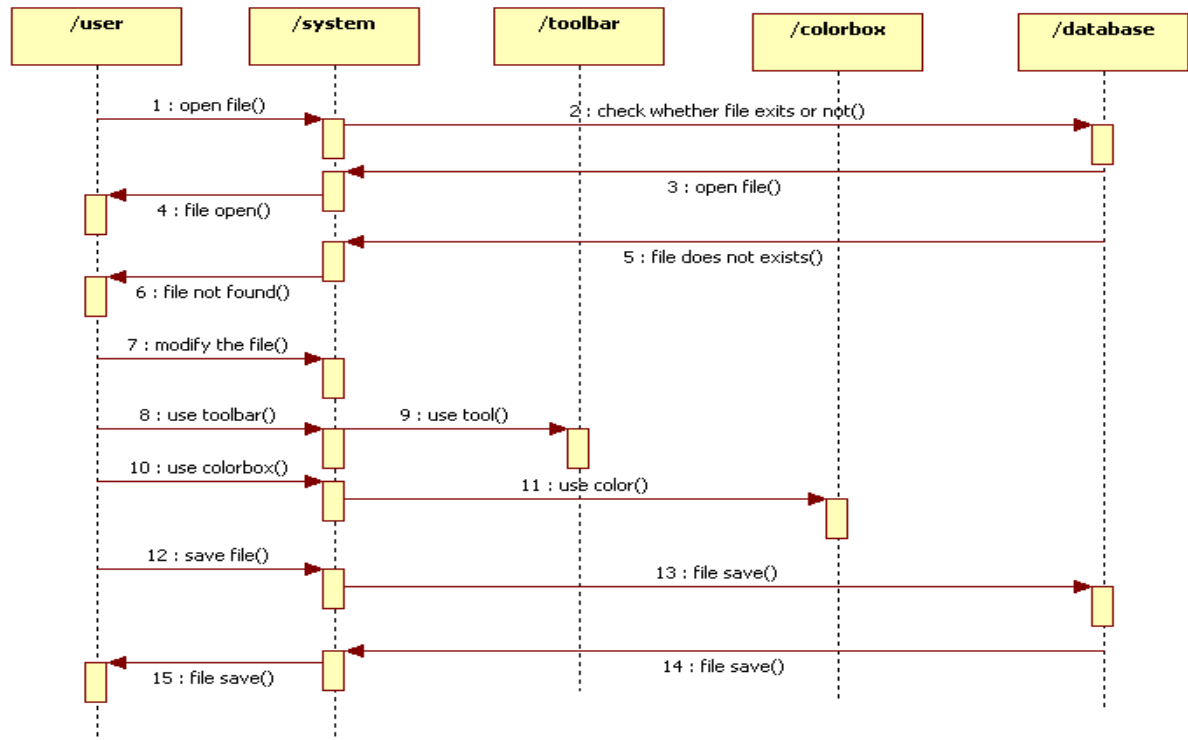 /user
/system
/toolbar
/colorbox
/database
1 : open file()
2 : check whether file exits or not()
3 : open file()
4 : file open()
5 : file does not exists()
6 : file not found()
7 : modify the file()
8 : use toolbar()
9 : use tool()
10 : use colorbox()
11 : use color()
12 : save file()
13 : file save()
14 : file save()
15 : file save()